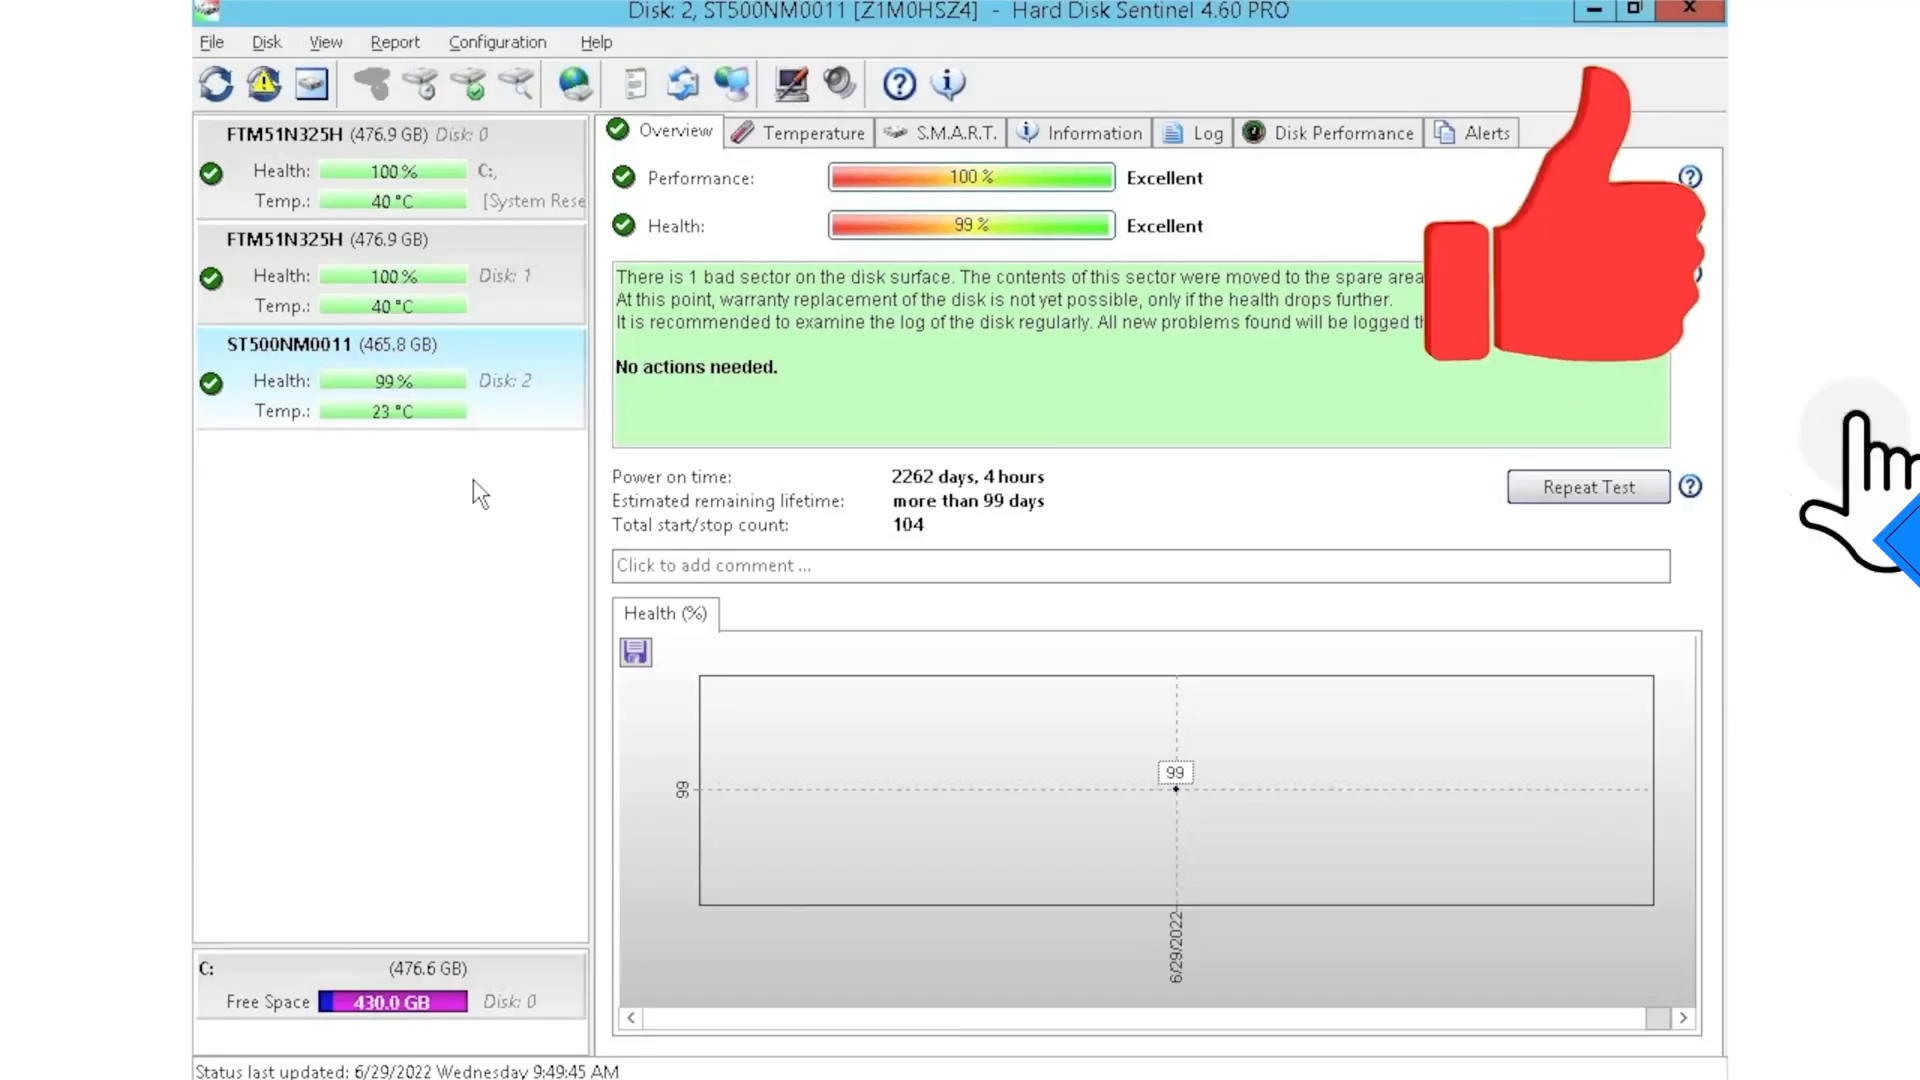 Disk: 2, ST500NM0011 [Z1M0HSZ4] - Hard Disk Sentinel 4.60 PRO
File Disk View Report Configuration Help
FTM51N325H (476.9 GB) Disk: 0
Health: 100 % C:,
Temp.: 40 °C [System Rese
FTM51N325H (476.9 GB)
Health: 100 % Disk: 1
Temp.: 40 °C
ST500NM0011 (465.8 GB)
Health: 99 % Disk: 2
Temp.: 23 °C
C: (476.6 GB)
Free Space 430.0 GB Disk: 0
Overview Temperature S.M.A.R.T. Information Log Disk Performance Alerts
Performance: 100 % Excellent
Health: 99 % Excellent
There is 1 bad sector on the disk surface. The contents of this sector were moved to the spare area
At this point, warranty replacement of the disk is not yet possible, only if the health drops further.
It is recommended to examine the log of the disk regularly. All new problems found will be logged
No actions needed.
Power on time: 2262 days, 4 hours
Estimated remaining lifetime: more than 99 days
Total start/stop count: 104
Repeat Test
Click to add comment ...
Health (%)
99
99
6/29/2022
Status last updated: 6/29/2022 Wednesday 9:49:45 AM